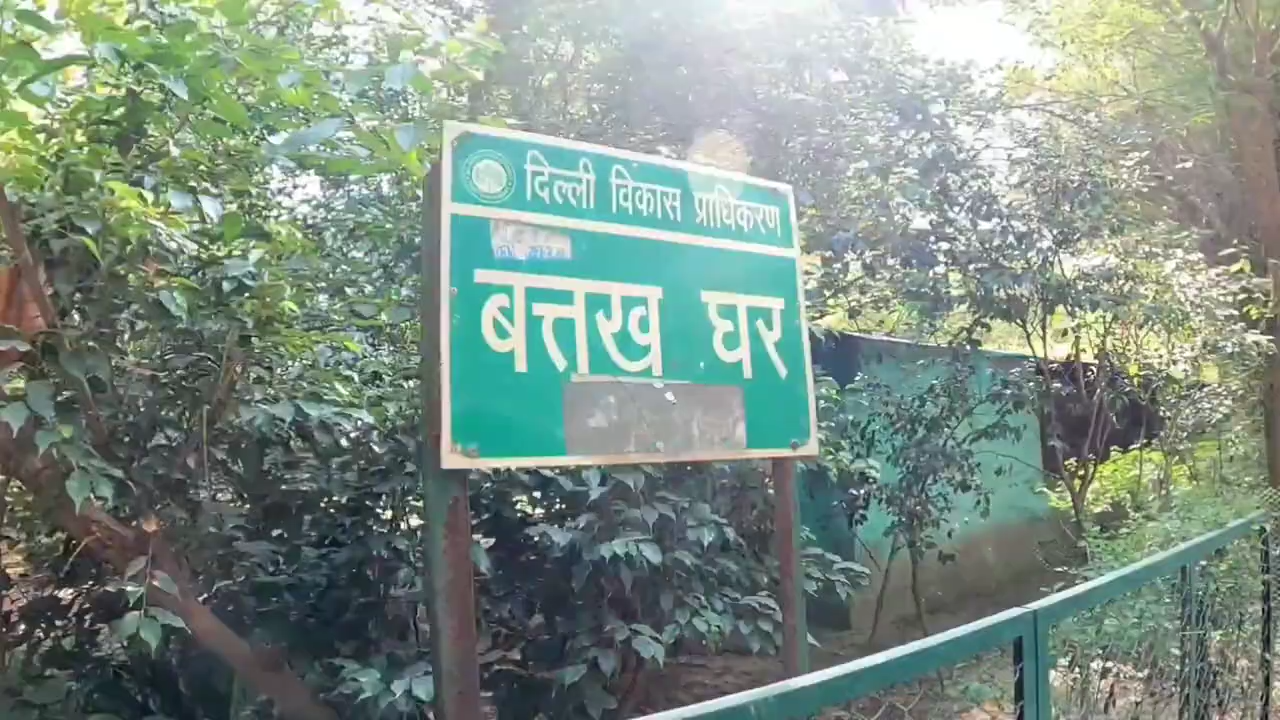 दिल्ली विकास प्राधिकरण
बत्तख घर